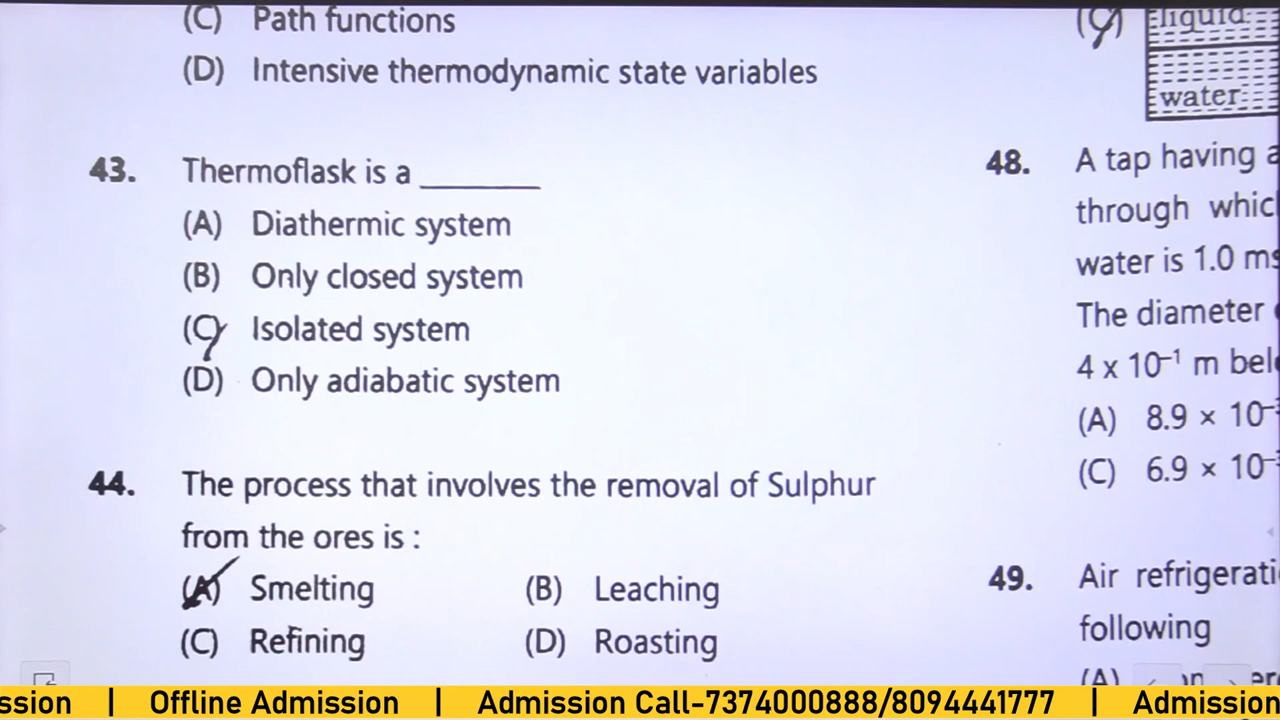 (C) Path functions
(D) Intensive thermodynamic state variables
43. Thermoflask is a ________
(A) Diathermic system
(B) Only closed system
(C) Isolated system
(D) Only adiabatic system
44. The process that involves the removal of Sulphur
from the ores is :
(A) Smelting (B) Leaching
(C) Refining (D) Roasting
(C) liquid
water
48. A tap having
through
water is 1.0
The diameter
4 x 10⁻¹ m
(A) 8.9 × 10
(C) 6.9 × 10
49. Air
following
(A)
ssion | Offline Admission | Admission Call-7374000888/8094441777 | Admission